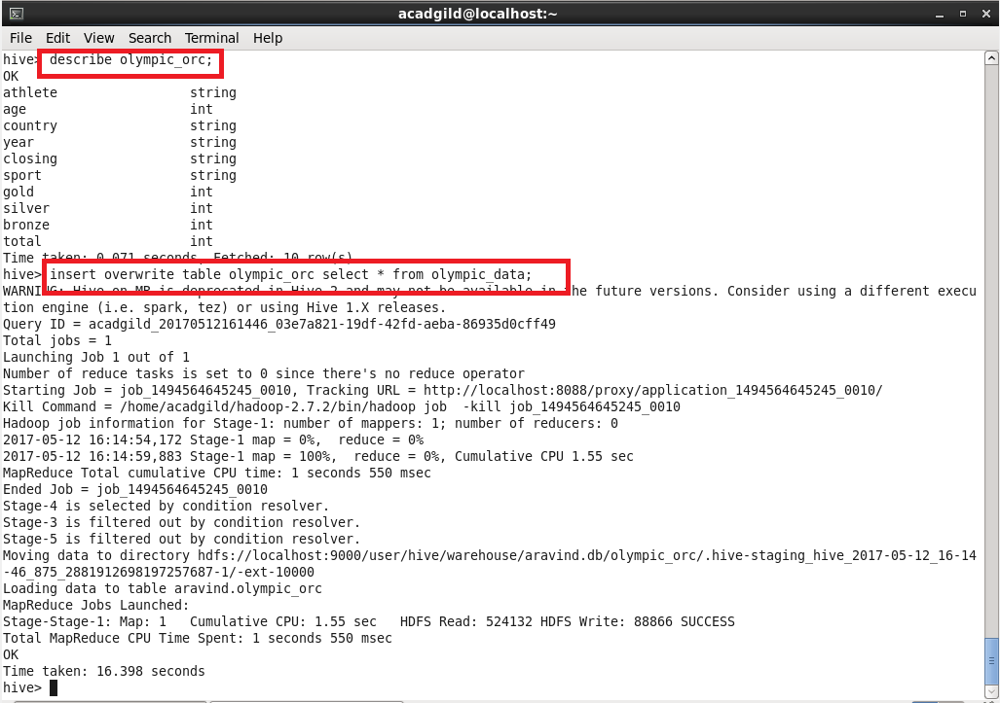 acadgild@localhost:~
File Edit View Search Terminal Help
hive> describe olympic_orc;
OK
athlete string
age int
country string
year string
closing string
sport string
gold int
silver int
bronze int
total int
Time taken: 0.071 seconds, Fetched: 10 row(s)
hive> insert overwrite table olympic_orc select * from olympic_data;
WARNING: Hive-on-MR is deprecated in Hive 2 and may not be available in the future versions. Consider using a different execu
tion engine (i.e. spark, tez) or using Hive 1.X releases.
Query ID = acadgild_20170512161446_03e7a821-19df-42fd-aeba-86935d0cff49
Total jobs = 1
Launching Job 1 out of 1
Number of reduce tasks is set to 0 since there's no reduce operator
Starting Job = job_1494564645245_0010, Tracking URL = http://localhost:8088/proxy/application_1494564645245_0010/
Kill Command = /home/acadgild/hadoop-2.7.2/bin/hadoop job  -kill job_1494564645245_0010
Hadoop job information for Stage-1: number of mappers: 1; number of reducers: 0
2017-05-12 16:14:54,172 Stage-1 map = 0%,  reduce = 0%
2017-05-12 16:14:59,883 Stage-1 map = 100%,  reduce = 0%, Cumulative CPU 1.55 sec
MapReduce Total cumulative CPU time: 1 seconds 550 msec
Ended Job = job_1494564645245_0010
Stage-4 is selected by condition resolver.
Stage-3 is filtered out by condition resolver.
Stage-5 is filtered out by condition resolver.
Moving data to directory hdfs://localhost:9000/user/hive/warehouse/aravind.db/olympic_orc/.hive-staging_hive_2017-05-12_16-14
-46_875_2881912698197257687-1/-ext-10000
Loading data to table aravind.olympic_orc
MapReduce Jobs Launched:
Stage-Stage-1: Map: 1   Cumulative CPU: 1.55 sec   HDFS Read: 524132 HDFS Write: 88866 SUCCESS
Total MapReduce CPU Time Spent: 1 seconds 550 msec
OK
Time taken: 16.398 seconds
hive>